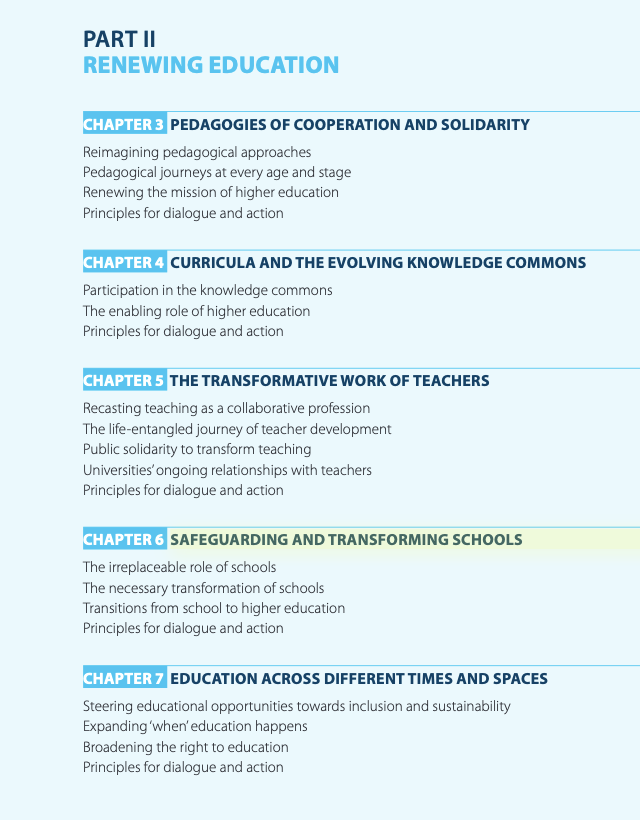 PART II
RENEWING EDUCATION
CHAPTER 3 PEDAGOGIES OF COOPERATION AND SOLIDARITY
Reimagining pedagogical approaches
Pedagogical journeys at every age and stage
Renewing the mission of higher education
Principles for dialogue and action
CHAPTER 4 CURRICULA AND THE EVOLVING KNOWLEDGE COMMONS
Participation in the knowledge commons
The enabling role of higher education
Principles for dialogue and action
CHAPTER 5 THE TRANSFORMATIVE WORK OF TEACHERS
Recasting teaching as a collaborative profession
The life-entangled journey of teacher development
Public solidarity to transform teaching
Universities’ ongoing relationships with teachers
Principles for dialogue and action
CHAPTER 6 SAFEGUARDING AND TRANSFORMING SCHOOLS
The irreplaceable role of schools
The necessary transformation of schools
Transitions from school to higher education
Principles for dialogue and action
CHAPTER 7 EDUCATION ACROSS DIFFERENT TIMES AND SPACES
Steering educational opportunities towards inclusion and sustainability
Expanding ‘when’ education happens
Broadening the right to education
Principles for dialogue and action